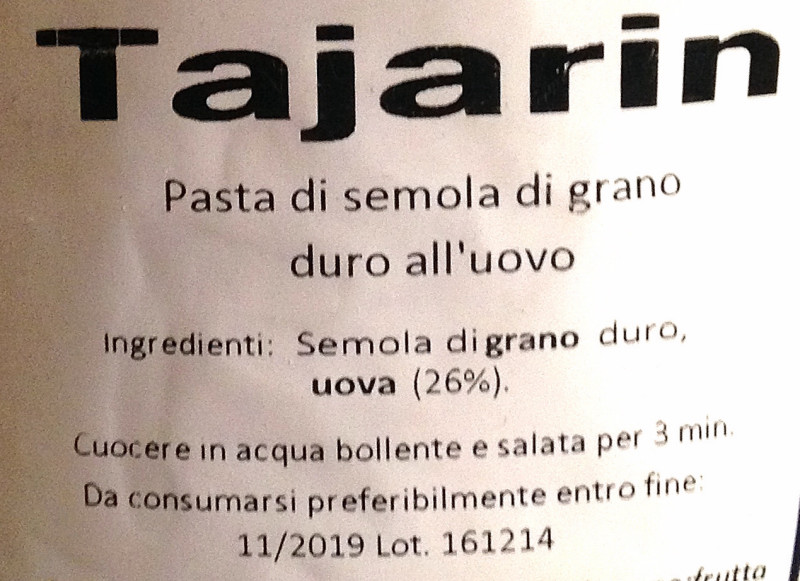 Tajarin
Pasta di semola di grano
duro all'uovo
Ingredienti: Semola di grano duro,
uova (26%).
Cuocere in acqua bollente e salata per 3 min.
Da consumarsi preferibilmente entro fine:
11/2019 Lot. 161214